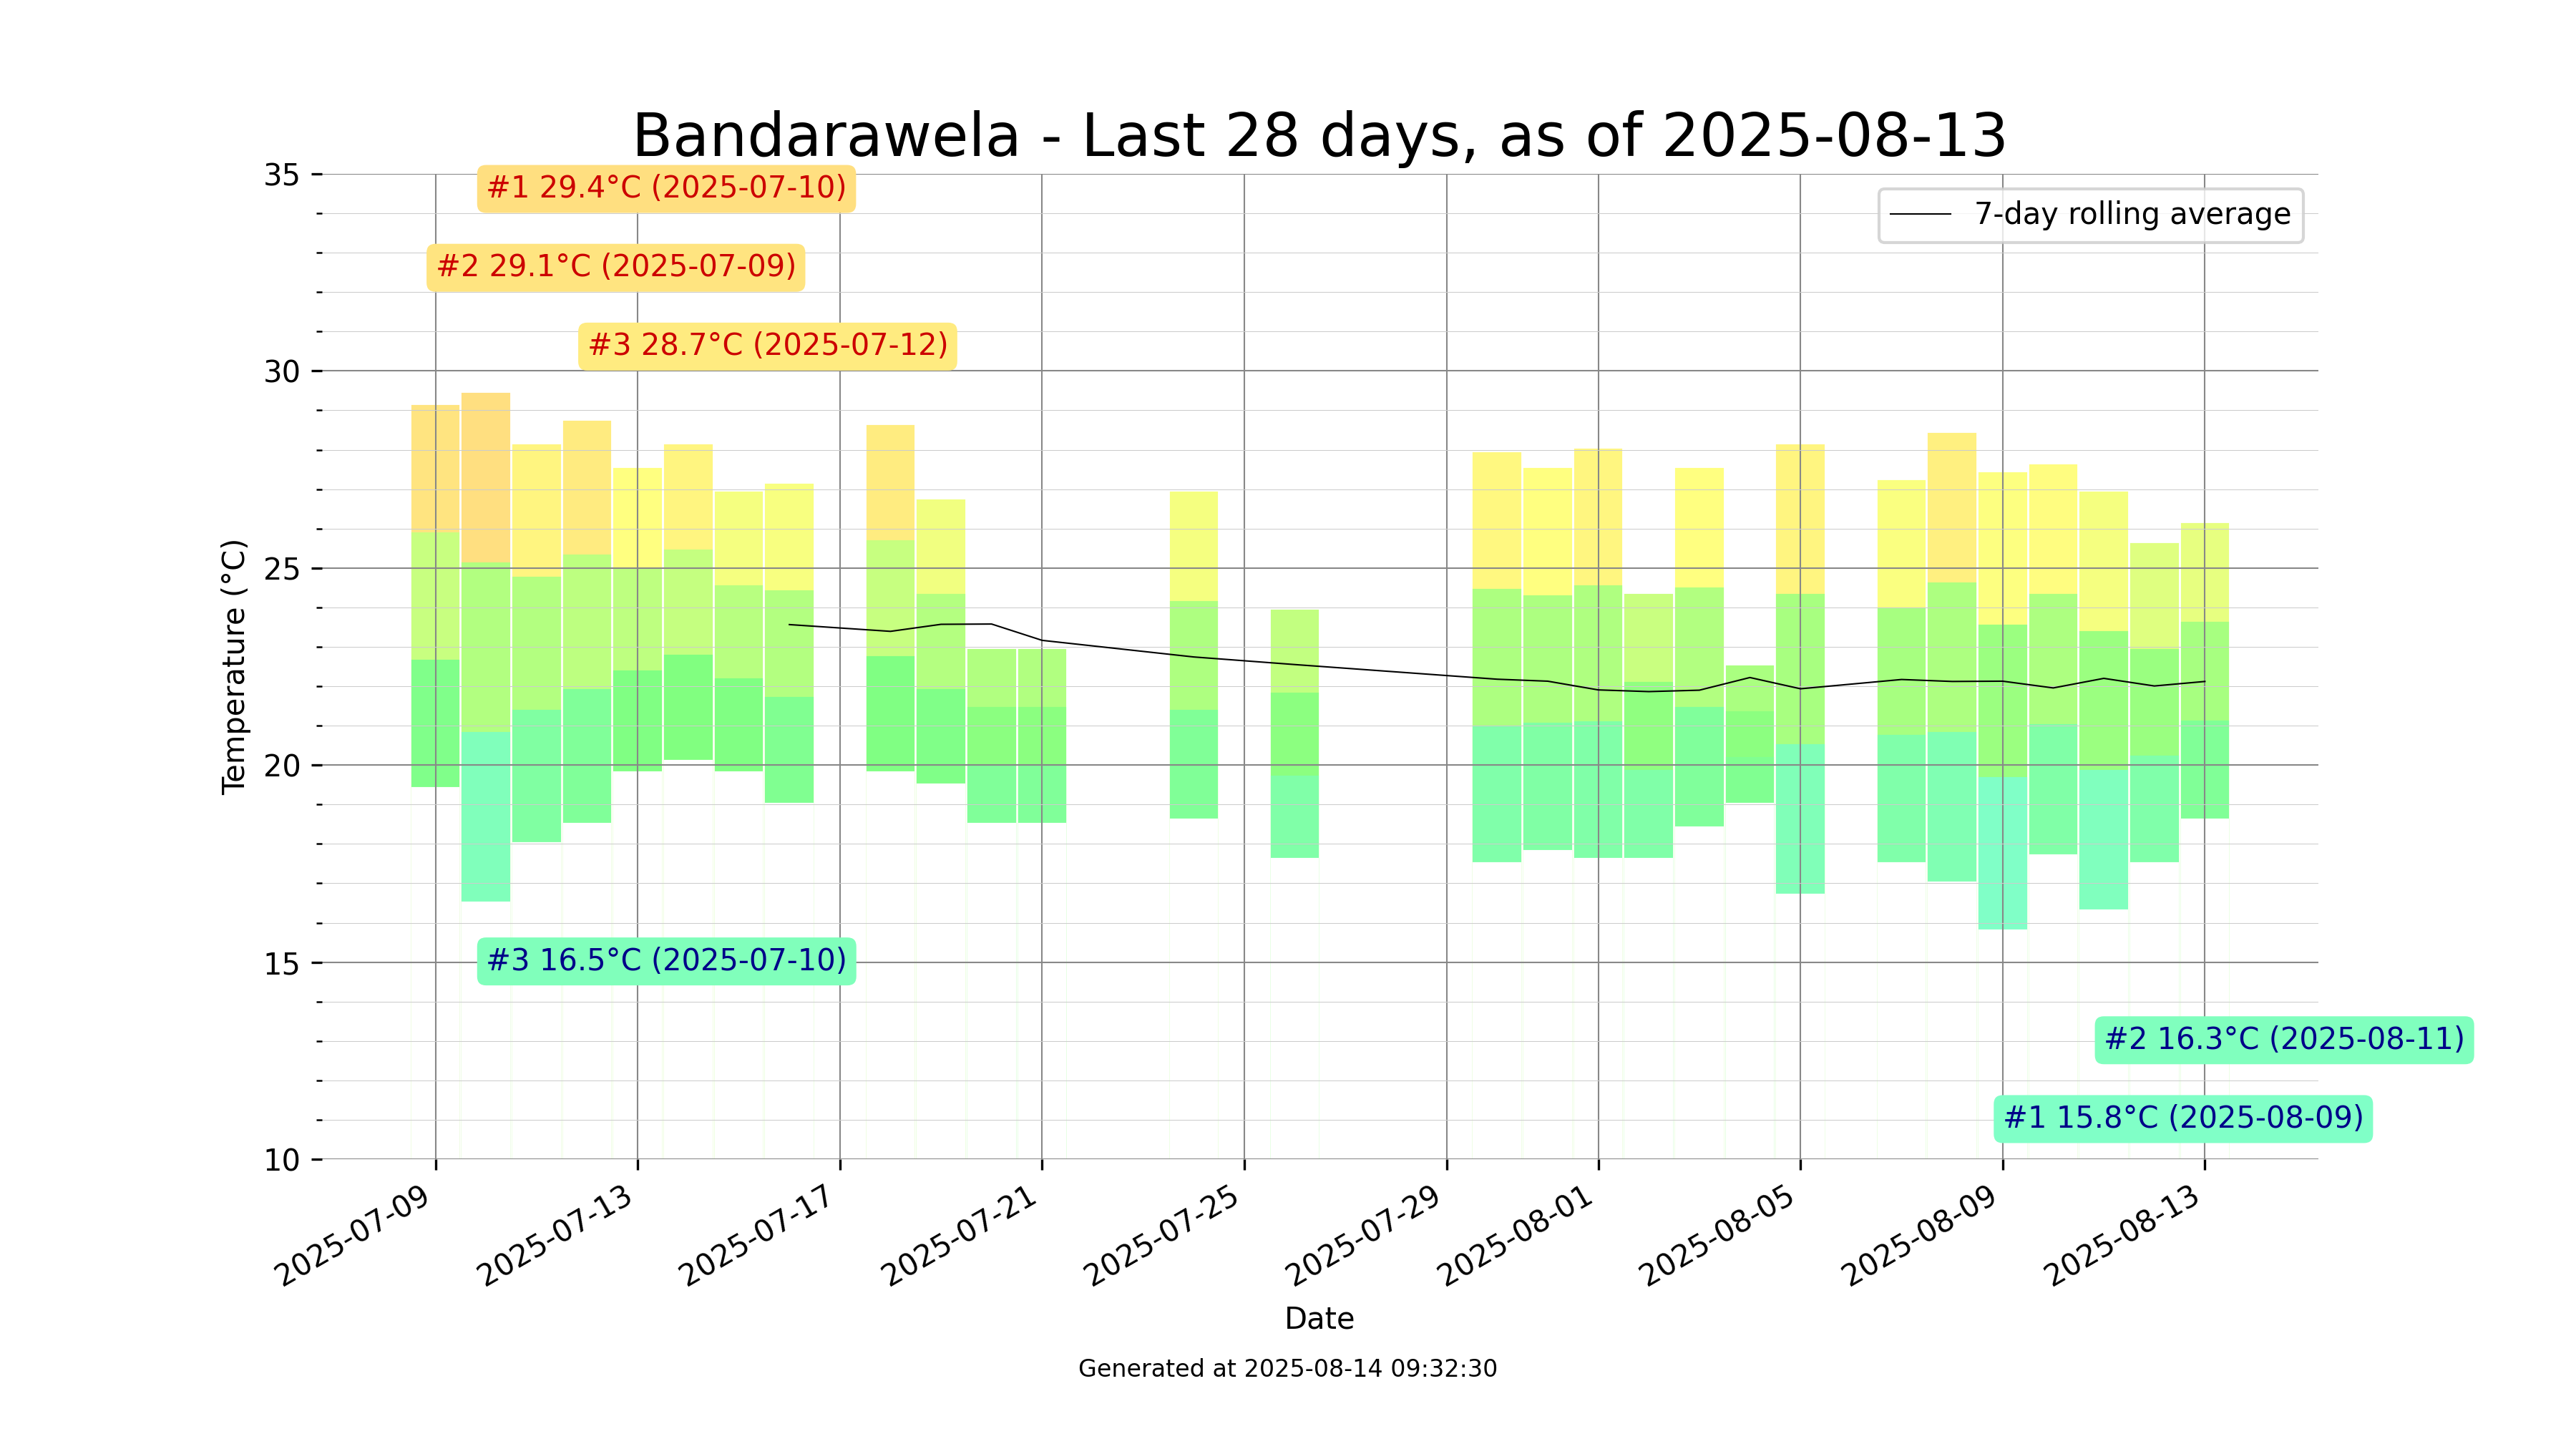 Bandarawela - Last 28 days, as of 2025-08-13
35
#1 29.4°C (2025-07-10)
7-day rolling average
#2 29.1°C (2025-07-09)
#3 28.7°C (2025-07-12)
30
25
Temperature (°C)
20
15
#3 16.5°C (2025-07-10)
#2 16.3°C (2025-08-11)
#1 15.8°C (2025-08-09)
10
2025-07-09
2025-07-13
2025-07-17
2025-07-21
2025-07-25
2025-07-29
2025-08-01
2025-08-05
2025-08-09
2025-08-13
Date
Generated at 2025-08-14 09:32:30